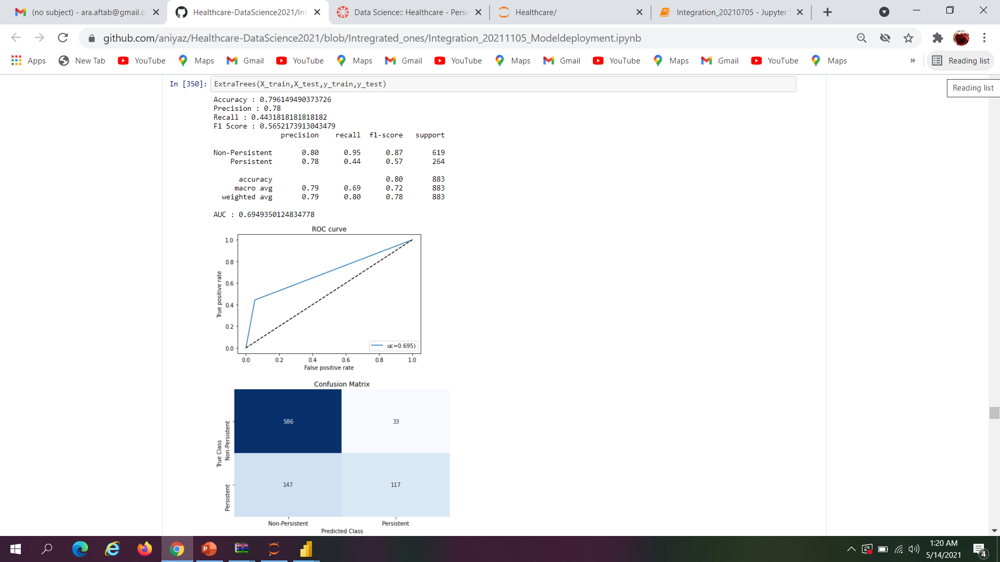 (no subject) - ara.aftab@gmail.c
Healthcare-DataScience2021/Int
Data Science:: Healthcare - Persis
Healthcare/
Integration_20210705 - Jupyter
github.com/aniyaz/Healthcare-DataScience2021/blob/Intregrated_ones/Integration_20211105_Modeldeployment.ipynb
Apps New Tab YouTube Maps Gmail YouTube Maps Gmail YouTube Maps Gmail YouTube Maps Gmail YouTube Maps » Reading list
Reading list
In [350]: ExtraTrees(X_train,X_test,y_train,y_test)
Accuracy : 0.796149490373726
Precision : 0.78
Recall : 0.4431818181818182
F1 Score : 0.5652173913043479
precision recall f1-score support
Non-Persistent 0.80 0.95 0.87 619
Persistent 0.78 0.44 0.57 264
accuracy 0.80 883
macro avg 0.79 0.69 0.72 883
weighted avg 0.79 0.80 0.78 883
AUC : 0.6949350124834778
ROC curve
1.0
0.8
0.6
0.4
0.2
0.0
True positive rate
uc=0.695)
0.0 0.2 0.4 0.6 0.8 1.0
False positive rate
Confusion Matrix
586 33
147 117
True Class
Non-Persistent
Persistent
Non-Persistent Persistent
Predicted Class
1:20 AM
5/14/2021
4